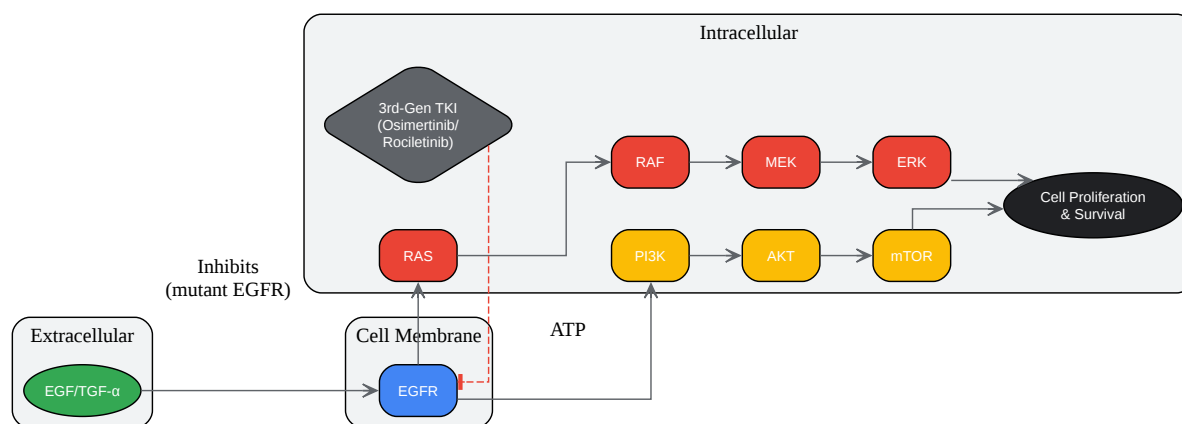 Intracellular
3rd-Gen TKI
(Osimertinib/
Rociletinib)
RAF
MEK
ERK
Cell Proliferation
& Survival
RAS
PI3K
AKT
mTOR
Inhibits
(mutant EGFR)
ATP
Extracellular
Cell Membrane
EGF/TGF-α
EGFR